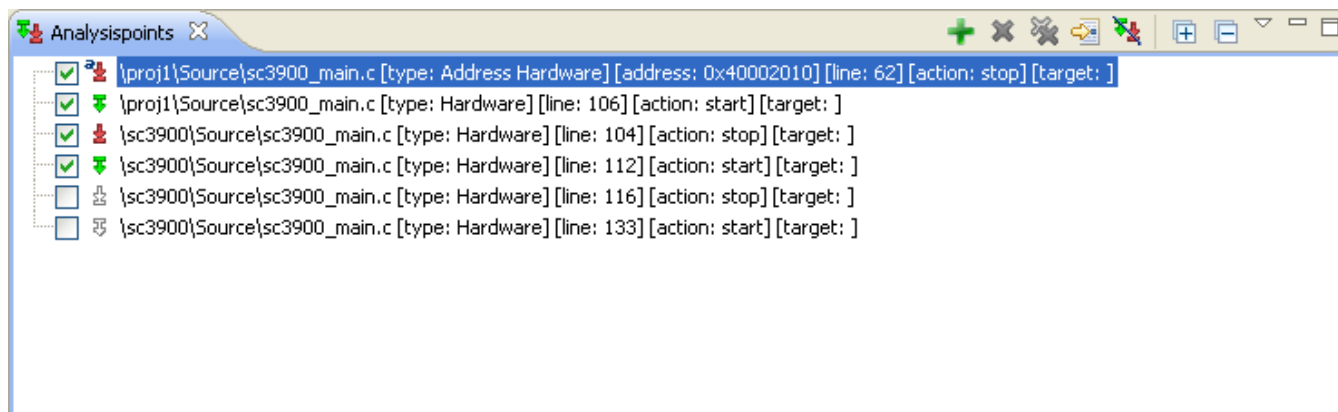 Analysispoints
a \proj1\Source\sc3900_main.c [type: Address Hardware] [address: 0x40002010] [line: 62] [action: stop] [target: ]
\proj1\Source\sc3900_main.c [type: Hardware] [line: 106] [action: start] [target: ]
\sc3900\Source\sc3900_main.c [type: Hardware] [line: 104] [action: stop] [target: ]
\sc3900\Source\sc3900_main.c [type: Hardware] [line: 112] [action: start] [target: ]
\sc3900\Source\sc3900_main.c [type: Hardware] [line: 116] [action: stop] [target: ]
\sc3900\Source\sc3900_main.c [type: Hardware] [line: 133] [action: start] [target: ]